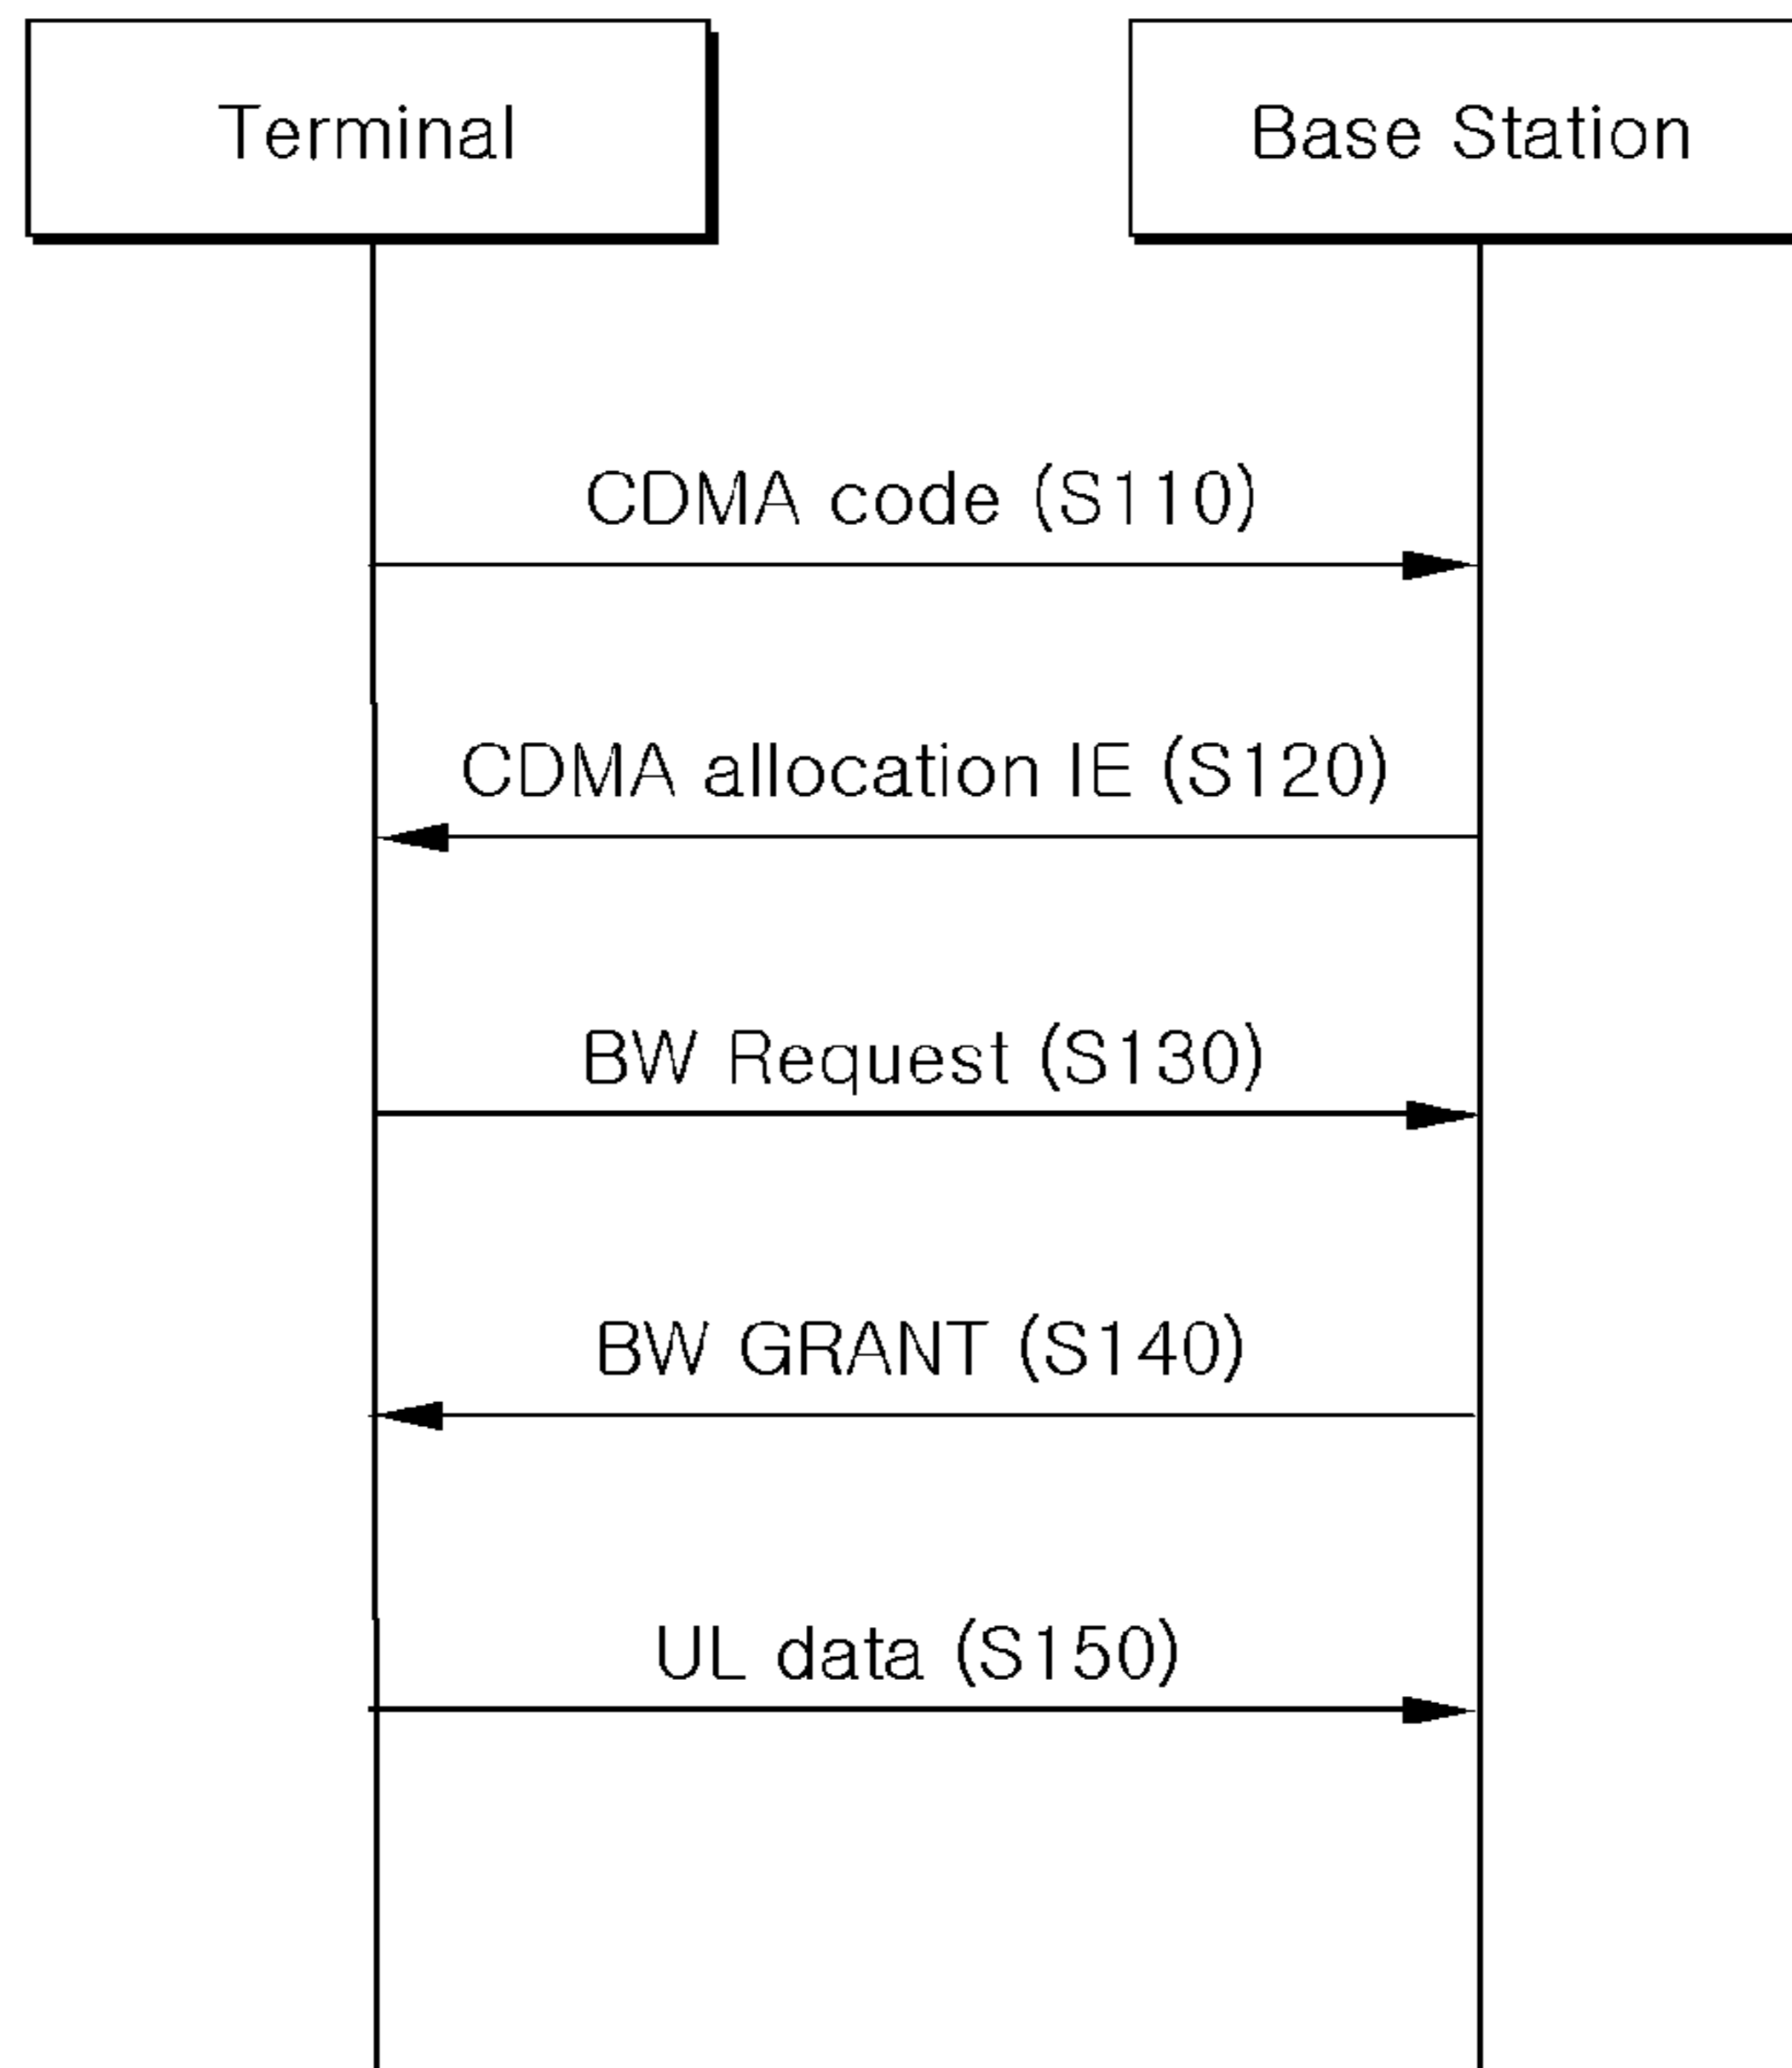 Terminal
Base Station
CDMA code (S110)
CDMA allocation IE (S120)
BW Request (S130)
BW GRANT (S140)
UL data (S150)